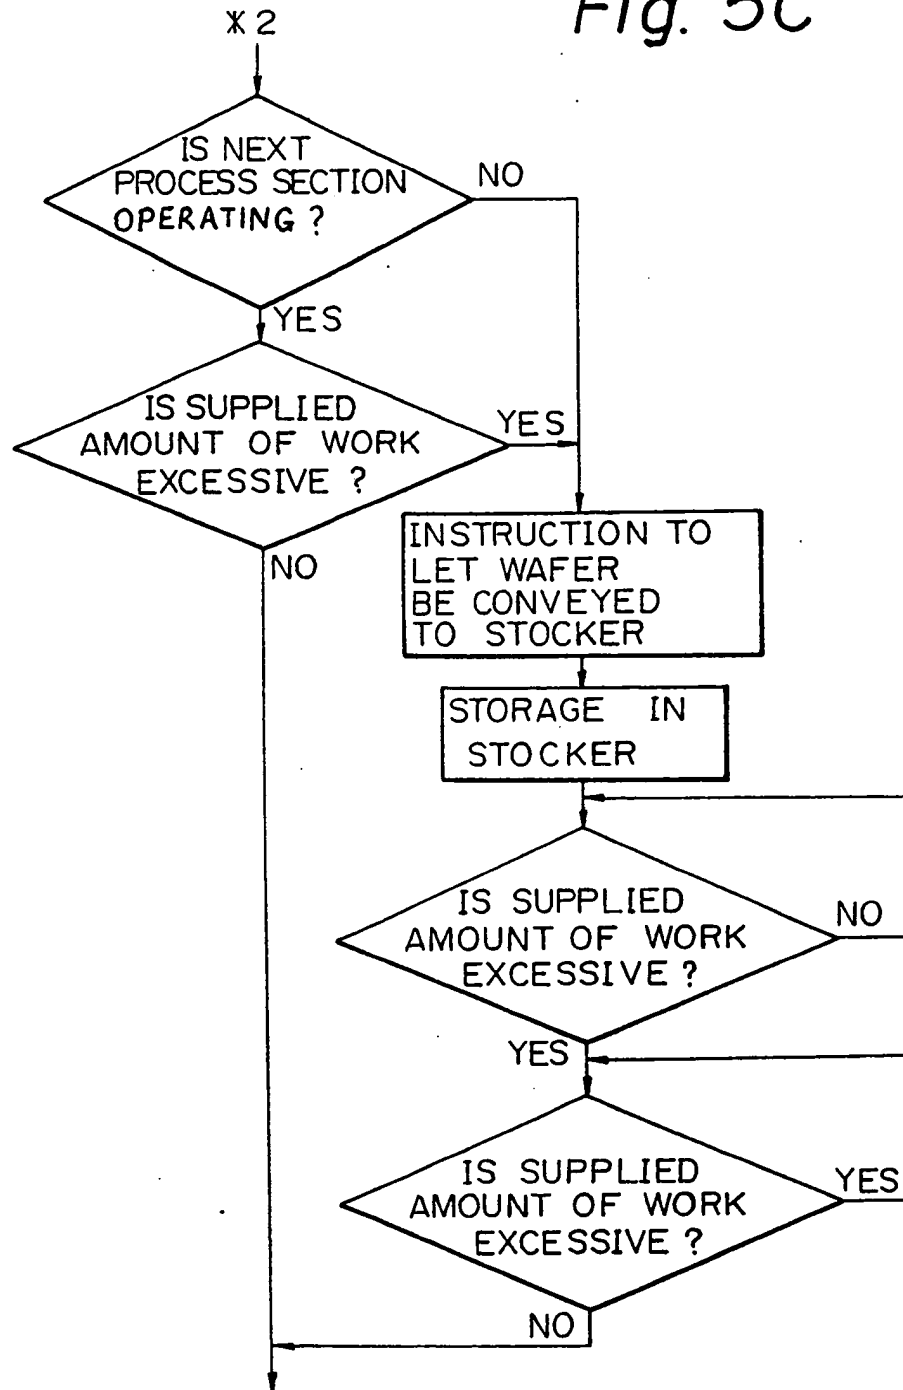 Fig. 5C
※2
IS NEXT
PROCESS SECTION
OPERATING ?
NO
YES
IS SUPPLIED
AMOUNT OF WORK
EXCESSIVE ?
YES
NO
INSTRUCTION TO
LET WAFER
BE CONVEYED
TO STOCKER
STORAGE IN
STOCKER
IS SUPPLIED
AMOUNT OF WORK
EXCESSIVE ?
NO
YES
IS SUPPLIED
AMOUNT OF WORK
EXCESSIVE ?
YES
NO